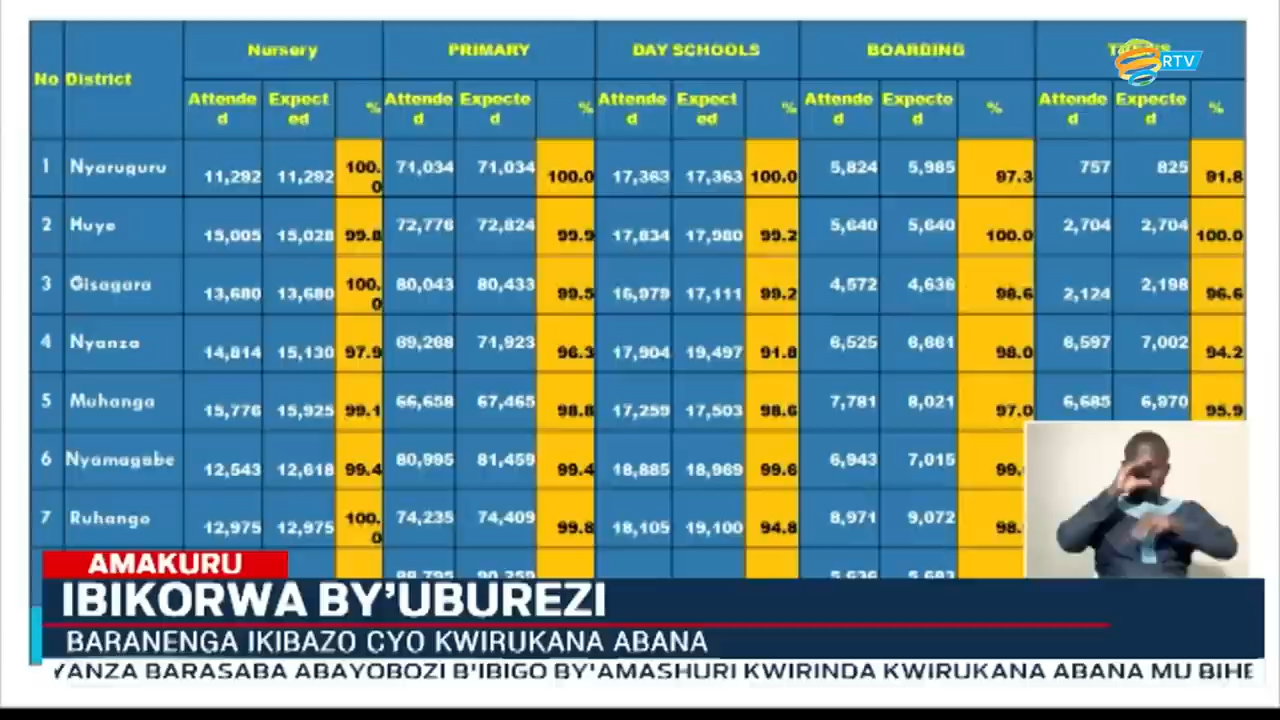 Nursery PRIMARY DAY SCHOOLS BOARDING
RTV
No District Attended Expected % Attended Expected % Attended Expected % Attended Expected % Attended Expected %
1 Nyaruguru 11,292 11,292 100.0 71,034 71,034 100.0 17,363 17,363 100.0 5,824 5,985 97.3 757 825 91.8
2 Huye 15,005 15,028 99.8 72,776 72,824 99.9 17,834 17,980 99.2 5,640 5,640 100.0 2,704 2,704 100.0
3 Gisagara 13,680 13,680 100.0 80,043 80,433 99.5 16,979 17,111 99.2 4,572 4,636 98.6 2,124 2,198 96.6
4 Nyanza 14,814 15,130 97.9 69,268 71,923 96.3 17,904 19,497 91.8 6,525 6,661 98.0 6,597 7,002 94.2
5 Muhanga 15,776 15,925 99.1 66,658 67,465 98.8 17,259 17,503 98.6 7,781 8,021 97.0 6,685 6,970 95.9
6 Nyamagabe 12,543 12,618 99.4 80,995 81,459 99.4 18,885 18,969 99.6 6,943 7,015 99.
7 Ruhango 12,975 12,975 100.0 74,235 74,409 99.8 18,105 19,100 94.8 8,971 9,072 98.
AMAKURU
IBIKORWA BY'UBUREZI
BARANENGA IKIBAZO CYO KWIRUKANA ABANA
YANZA BARASABA ABAYOBOZI B'IBIGO BY'AMASHURI KWIRINDA KWIRUKANA ABANA MU BIHE